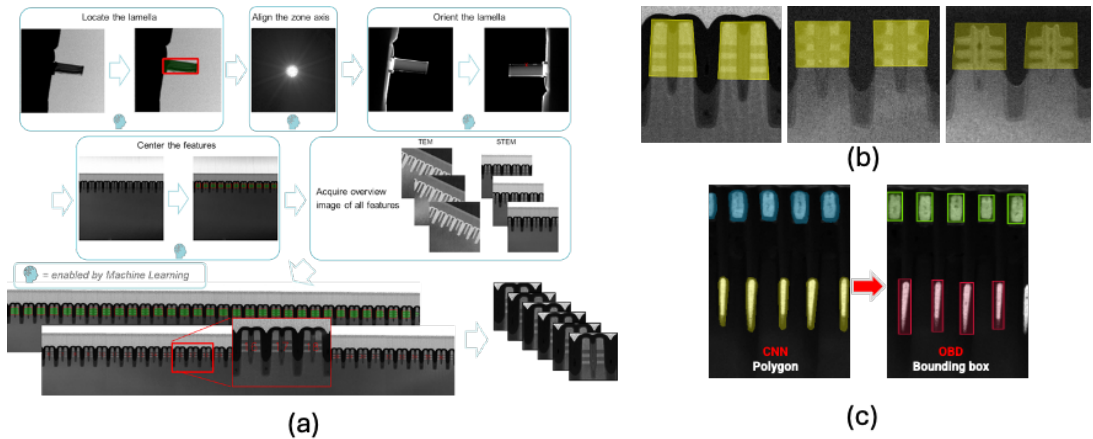 Locate the lamella
Align the zone axis
Orient the lamella
Center the features
TEM
STEM
Acquire overview
image of all features
= enabled by Machine Learning
(a)
(b)
CNN
Polygon
OBD
Bounding box
(c)